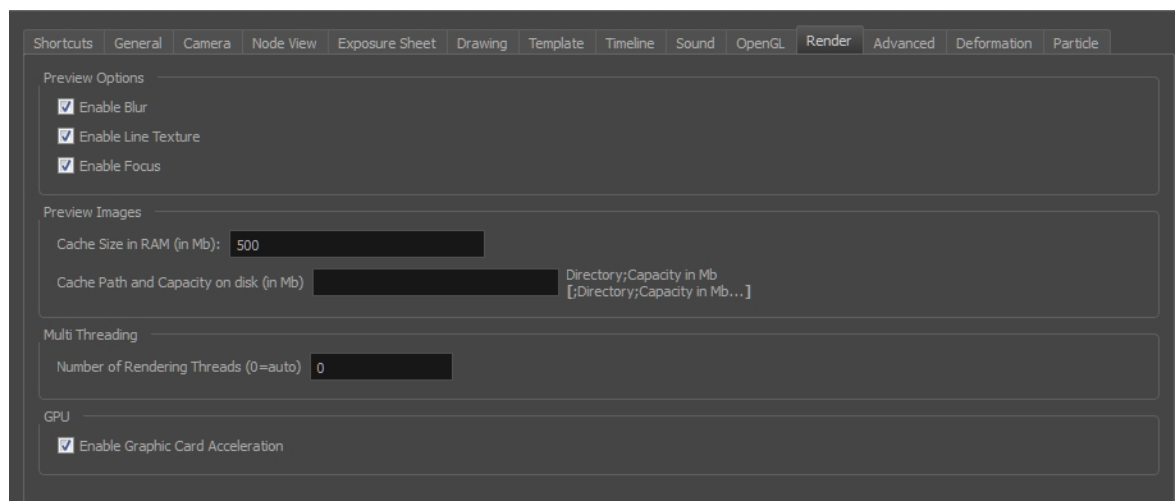 Shortcuts General Camera Node View Exposure Sheet Drawing Template Timeline Sound OpenGL Render Advanced Deformation Particle
Preview Options
Enable Blur
Enable Line Texture
Enable Focus
Preview Images
Cache Size in RAM (in Mb): 500
Cache Path and Capacity on disk (in Mb) Directory;Capacity in Mb
[;Directory;Capacity in Mb...]
Multi Threading
Number of Rendering Threads (0=auto) 0
GPU
Enable Graphic Card Acceleration